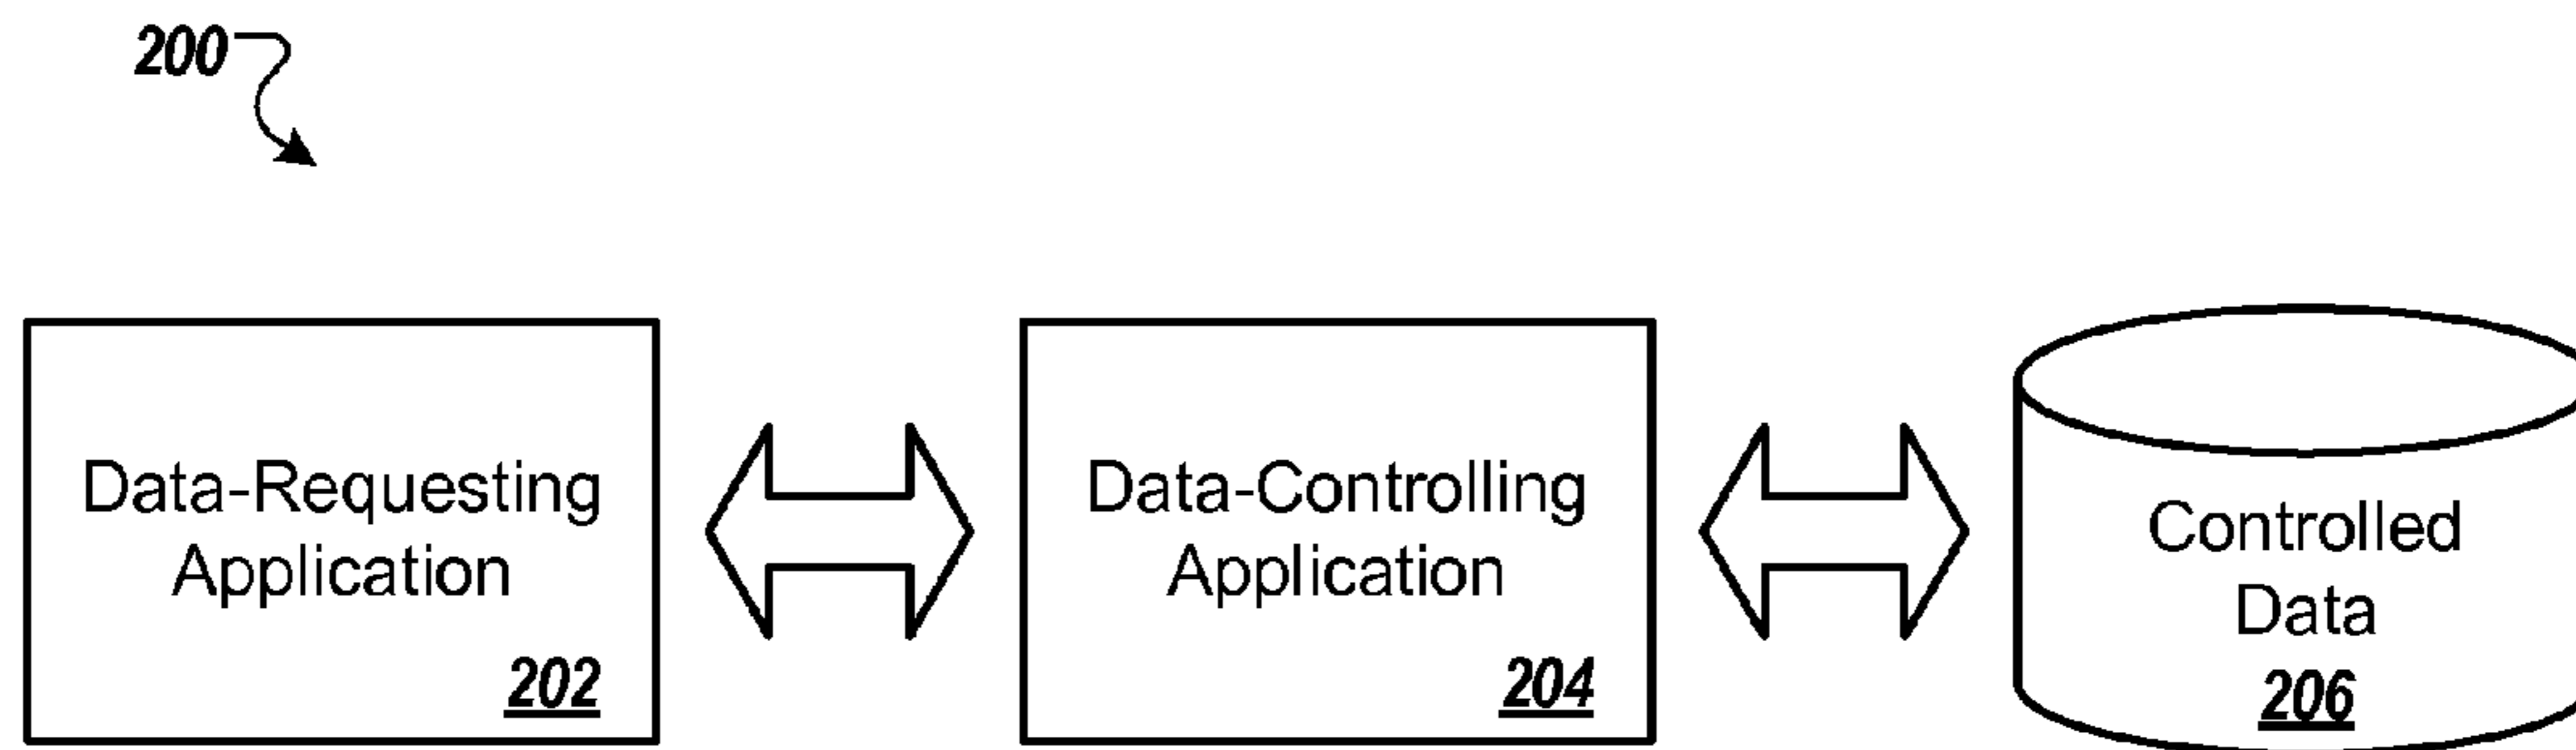 200
Data-Requesting
Application
202
Data-Controlling
Application
204
Controlled
Data
206